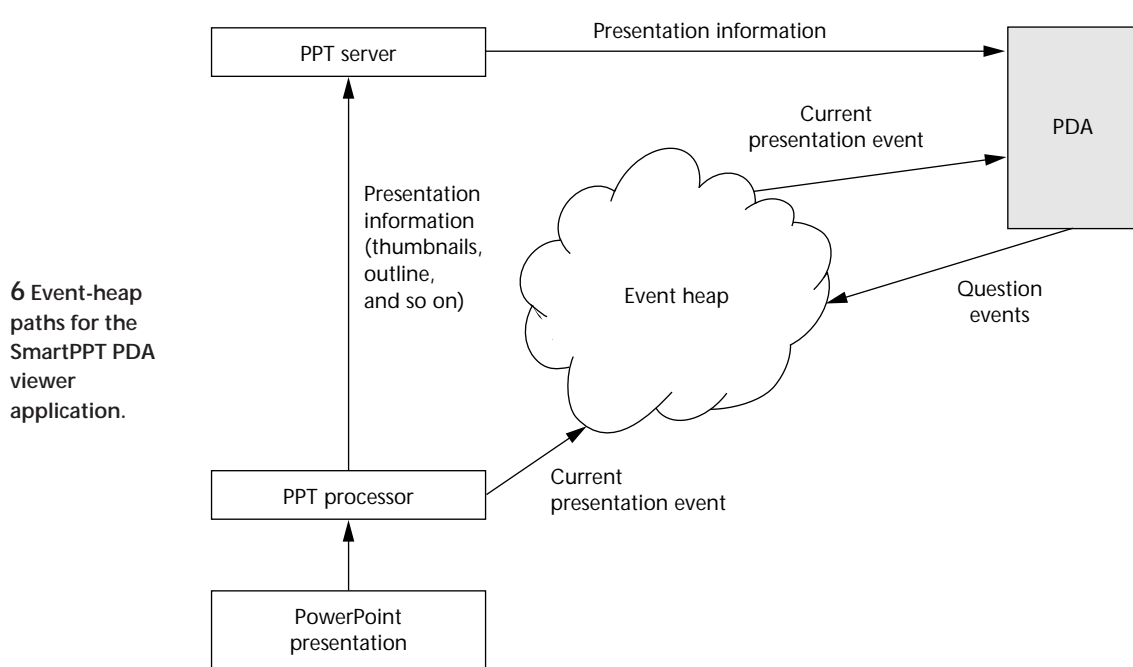 PPT server
Presentation information
PDA
Current
presentation event
Presentation
information
(thumbnails,
outline,
and so on)
Event heap
Question
events
6 Event-heap
paths for the
SmartPPT PDA
viewer
application.
PPT processor
Current
presentation event
PowerPoint
presentation